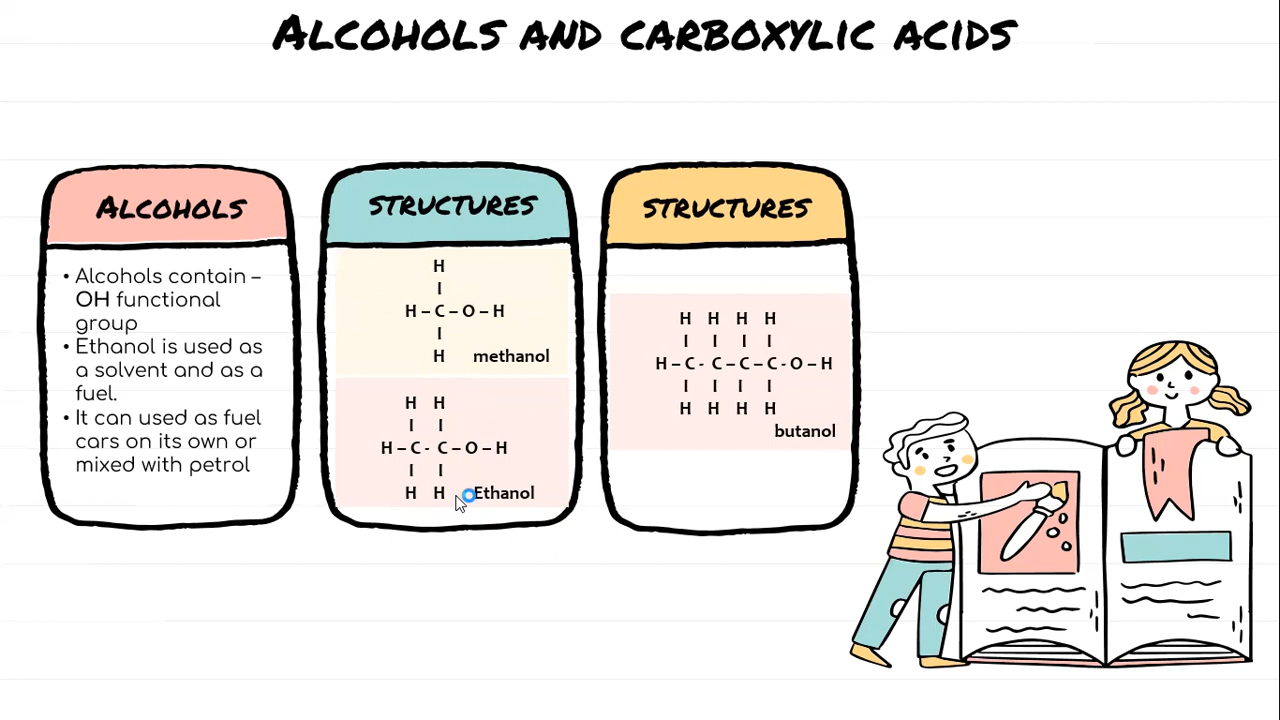 ALCOHOLS AND CARBOXYLIC ACIDS
ALCOHOLS
• Alcohols contain –
OH functional
group
• Ethanol is used as
a solvent and as a
fuel.
• It can used as fuel
cars on its own or
mixed with petrol
STRUCTURES
H
I
H – C – O – H
I
H methanol
H H
I I
H – C - C – O – H
I I
H H Ethanol
STRUCTURES
H H H H
I I I I
H – C - C – C – C - O – H
I I I I
H H H H
butanol